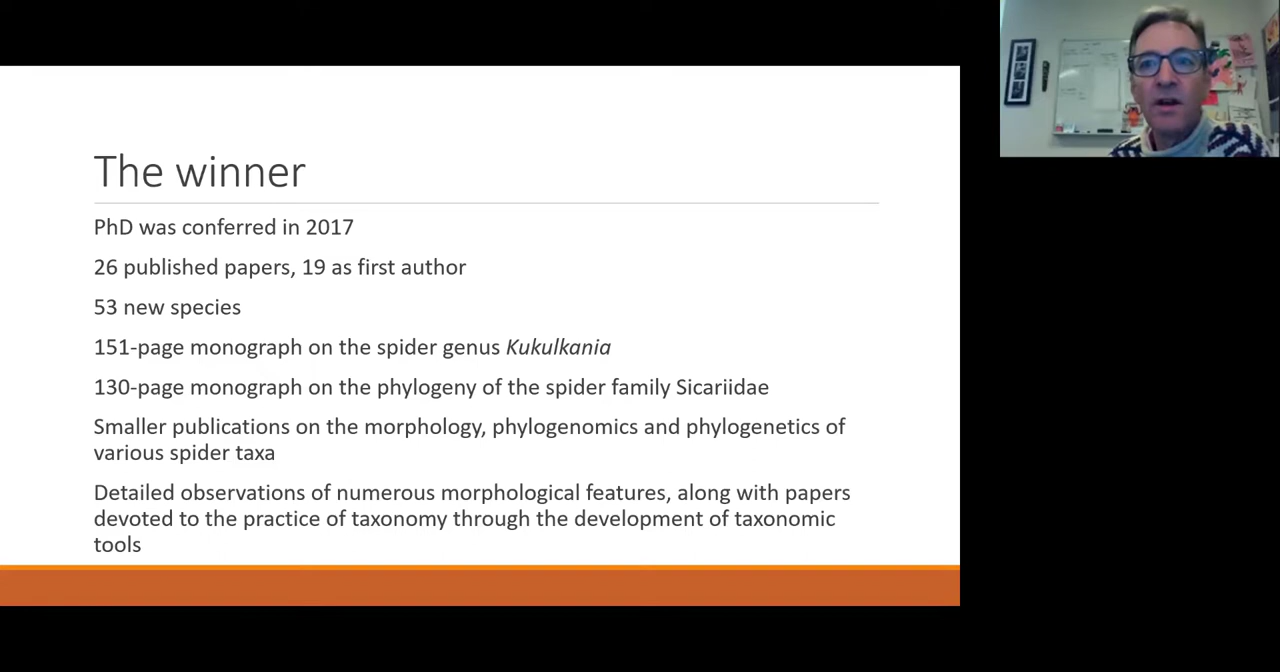 The winner
PhD was conferred in 2017
26 published papers, 19 as first author
53 new species
151-page monograph on the spider genus Kukulkania
130-page monograph on the phylogeny of the spider family Sicariidae
Smaller publications on the morphology, phylogenomics and phylogenetics of
various spider taxa
Detailed observations of numerous morphological features, along with papers
devoted to the practice of taxonomy through the development of taxonomic
tools